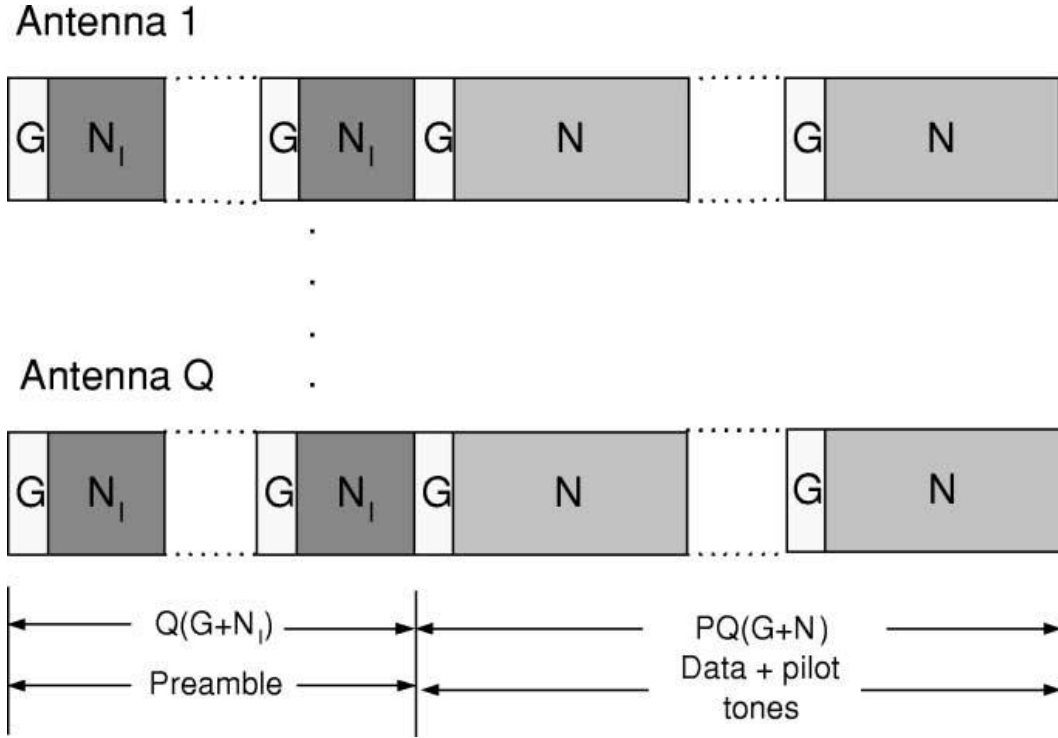 Antenna 1
G N_I G N_I G N G N
Antenna Q
G N_I G N_I G N G N
Q(G+N_I) PQ(G+N)
Preamble Data + pilot
tones